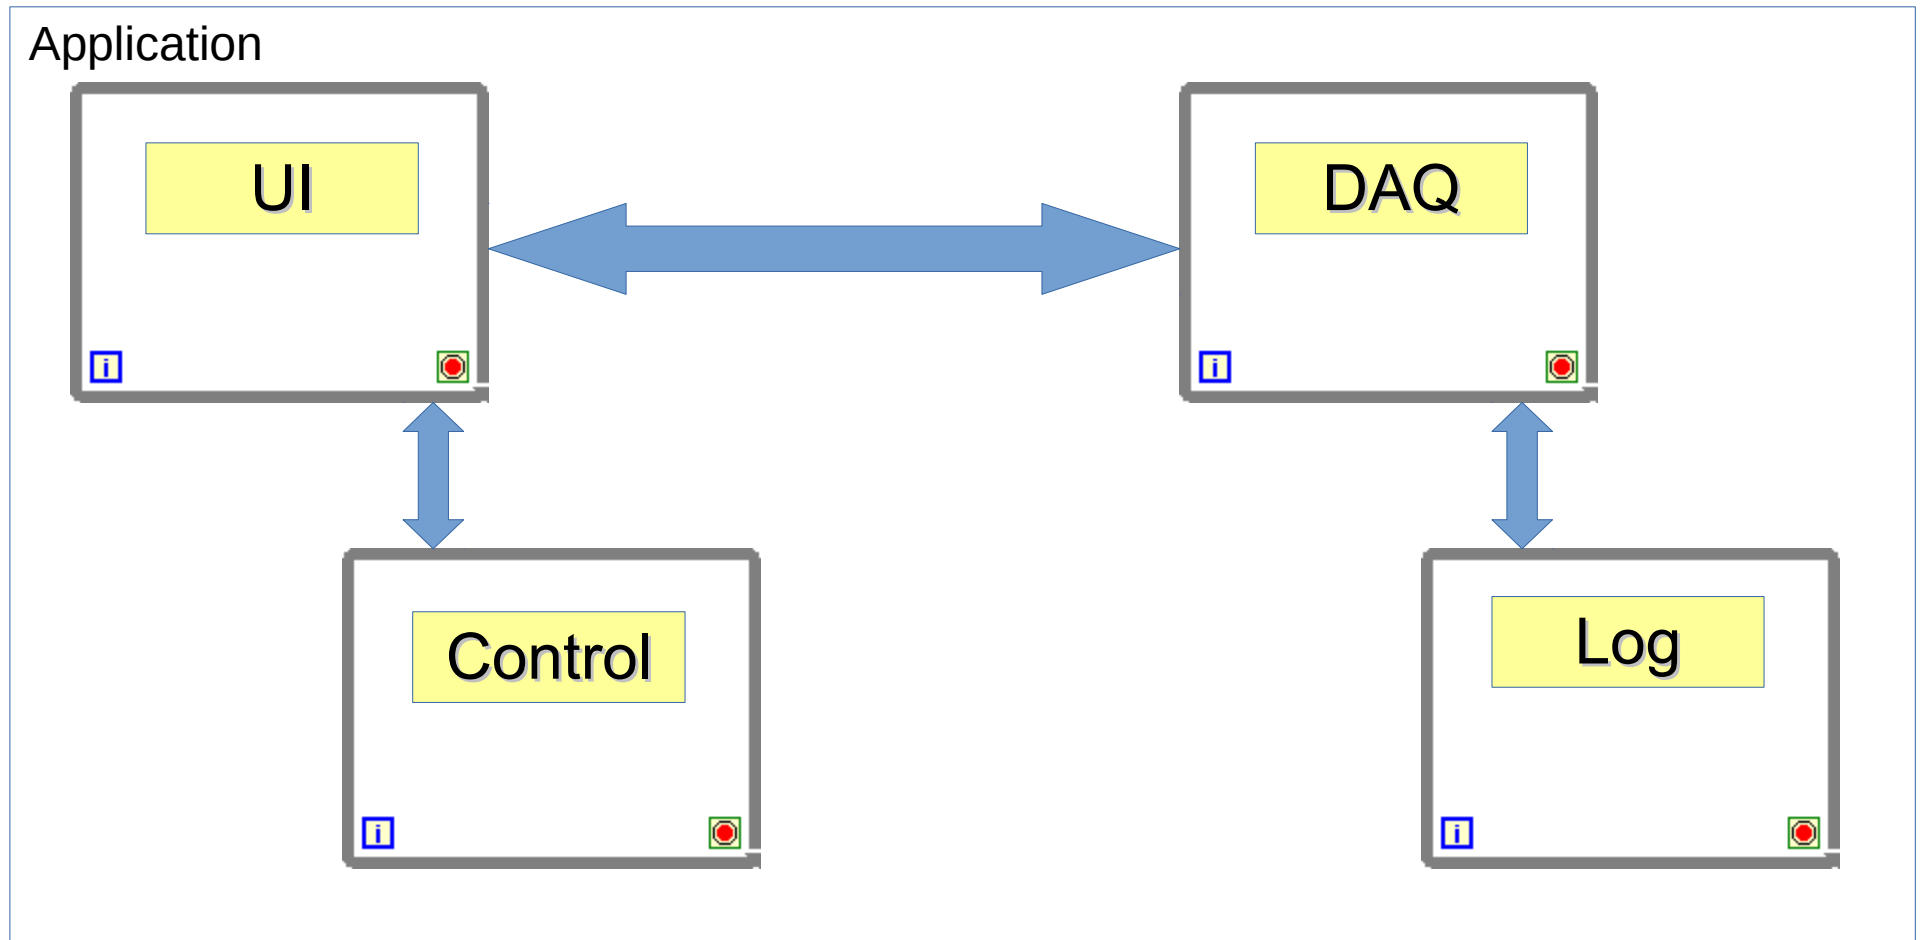 Application
UI
DAQ
i
i
Control
Log
i
i